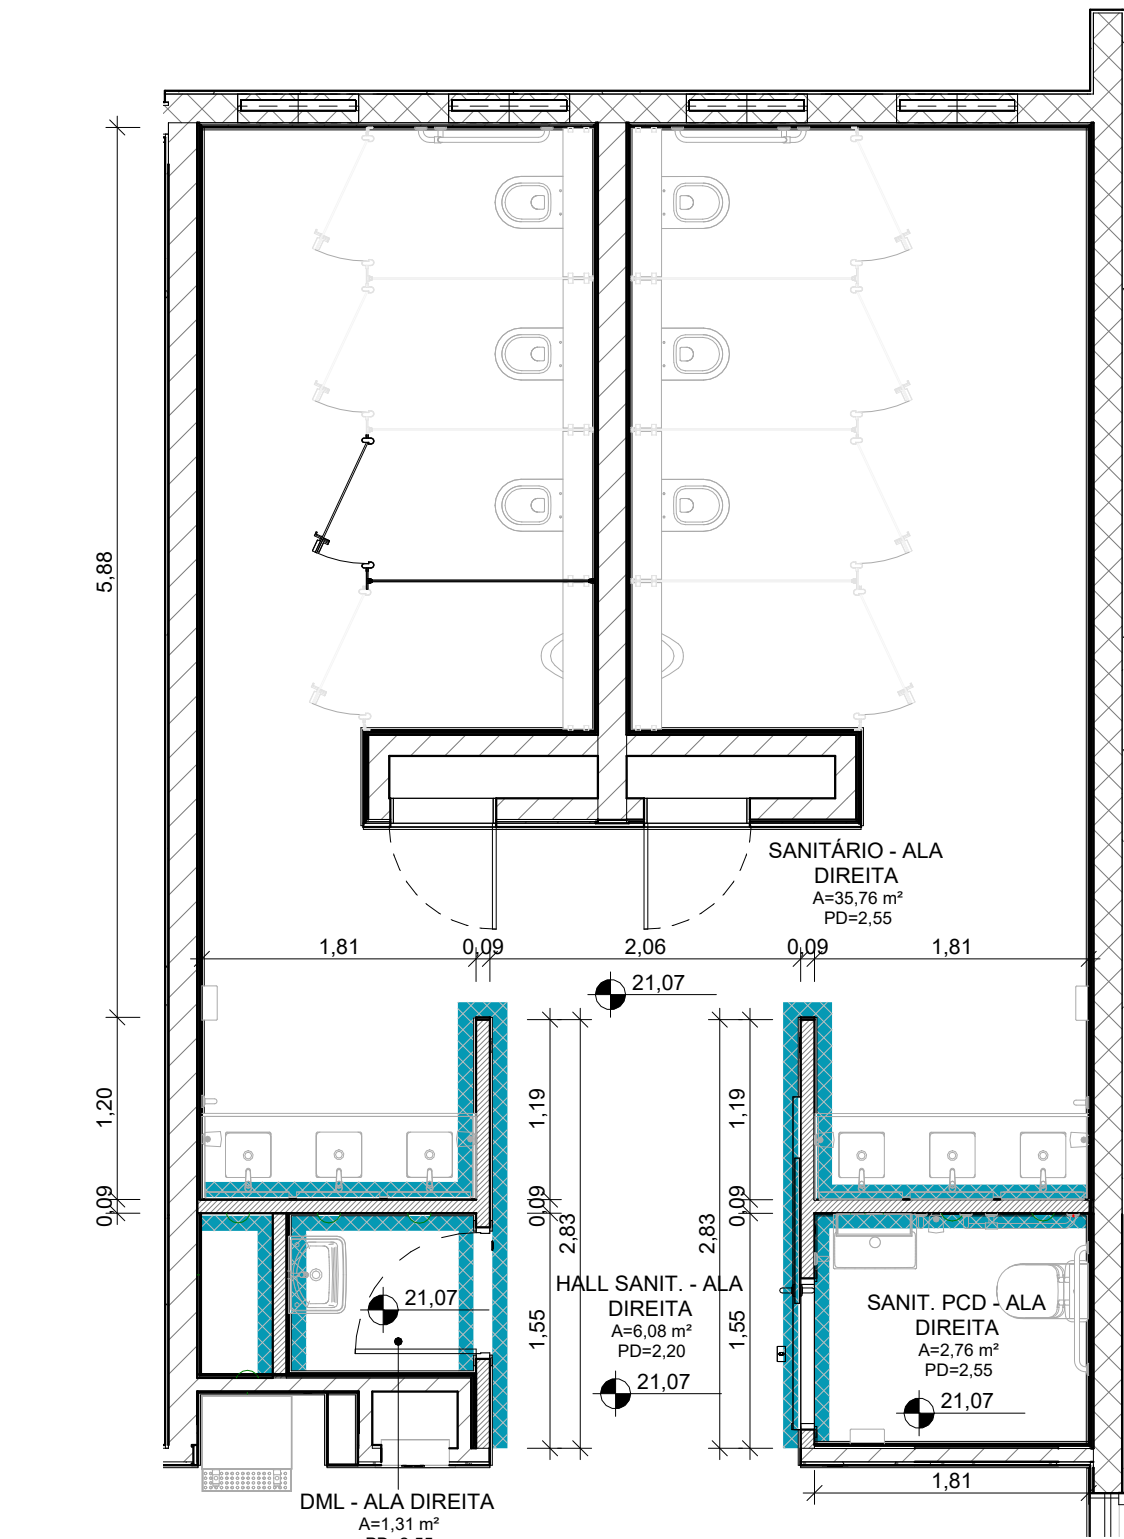 5,88
SANITÁRIO - ALA
DIREITA
A=35,76 m²
PD=2,55
1,81
0,09
2,06
0,09
1,81
21,07
1,20
1,19
1,19
0,09
0,09
0,09
2,83
2,83
HALL SANIT. - ALA
DIREITA
A=6,08 m²
PD=2,20
21,07
1,55
1,55
SANIT. PCD - ALA
DIREITA
A=2,76 m²
PD=2,55
21,07
21,07
1,81
DML - ALA DIREITA
A=1,31 m²